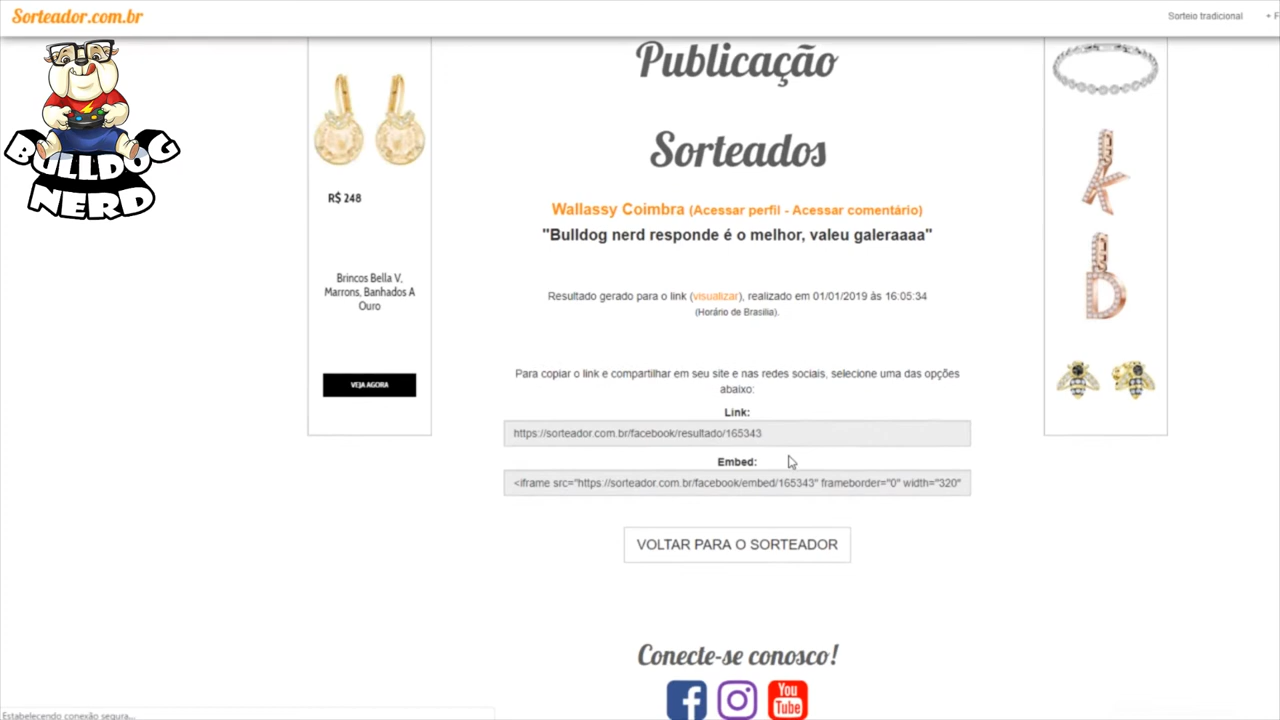 Sorteador.com.br
Sorteio tradicional
+ F
BULLDOG
NERD
R$ 248
Brincos Bella V,
Marrons, Banhados A
Ouro
VEJA AGORA
Publicação
Sorteados
Wallassy Coimbra (Acessar perfil - Acessar comentário)
"Bulldog nerd responde é o melhor, valeu galeraaaa"
Resultado gerado para o link (visualizar), realizado em 01/01/2019 às 16:05:34
(Horário de Brasilia).
Para copiar o link e compartilhar em seu site e nas redes sociais, selecione uma das opções
abaixo:
Link:
https://sorteador.com.br/facebook/resultado/165343
Embed:
<iframe src="https://sorteador.com.br/facebook/embed/165343" frameborder="0" width="320"
VOLTAR PARA O SORTEADOR
K
D
Conecte-se conosco!
You
Tube
Estabelecendo conexão segura...